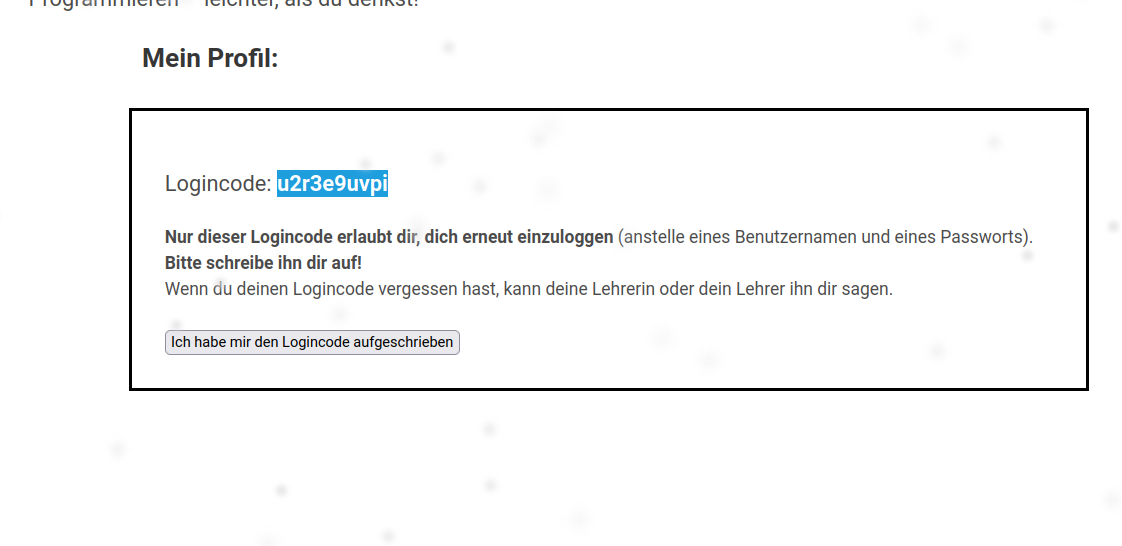 Programmieren – leichter, als du denkst!
Mein Profil:
Logincode: u2r3e9uvpi
Nur dieser Logincode erlaubt dir, dich erneut einzuloggen (anstelle eines Benutzernamen und eines Passworts).
Bitte schreibe ihn dir auf!
Wenn du deinen Logincode vergessen hast, kann deine Lehrerin oder dein Lehrer ihn dir sagen.
Ich habe mir den Logincode aufgeschrieben